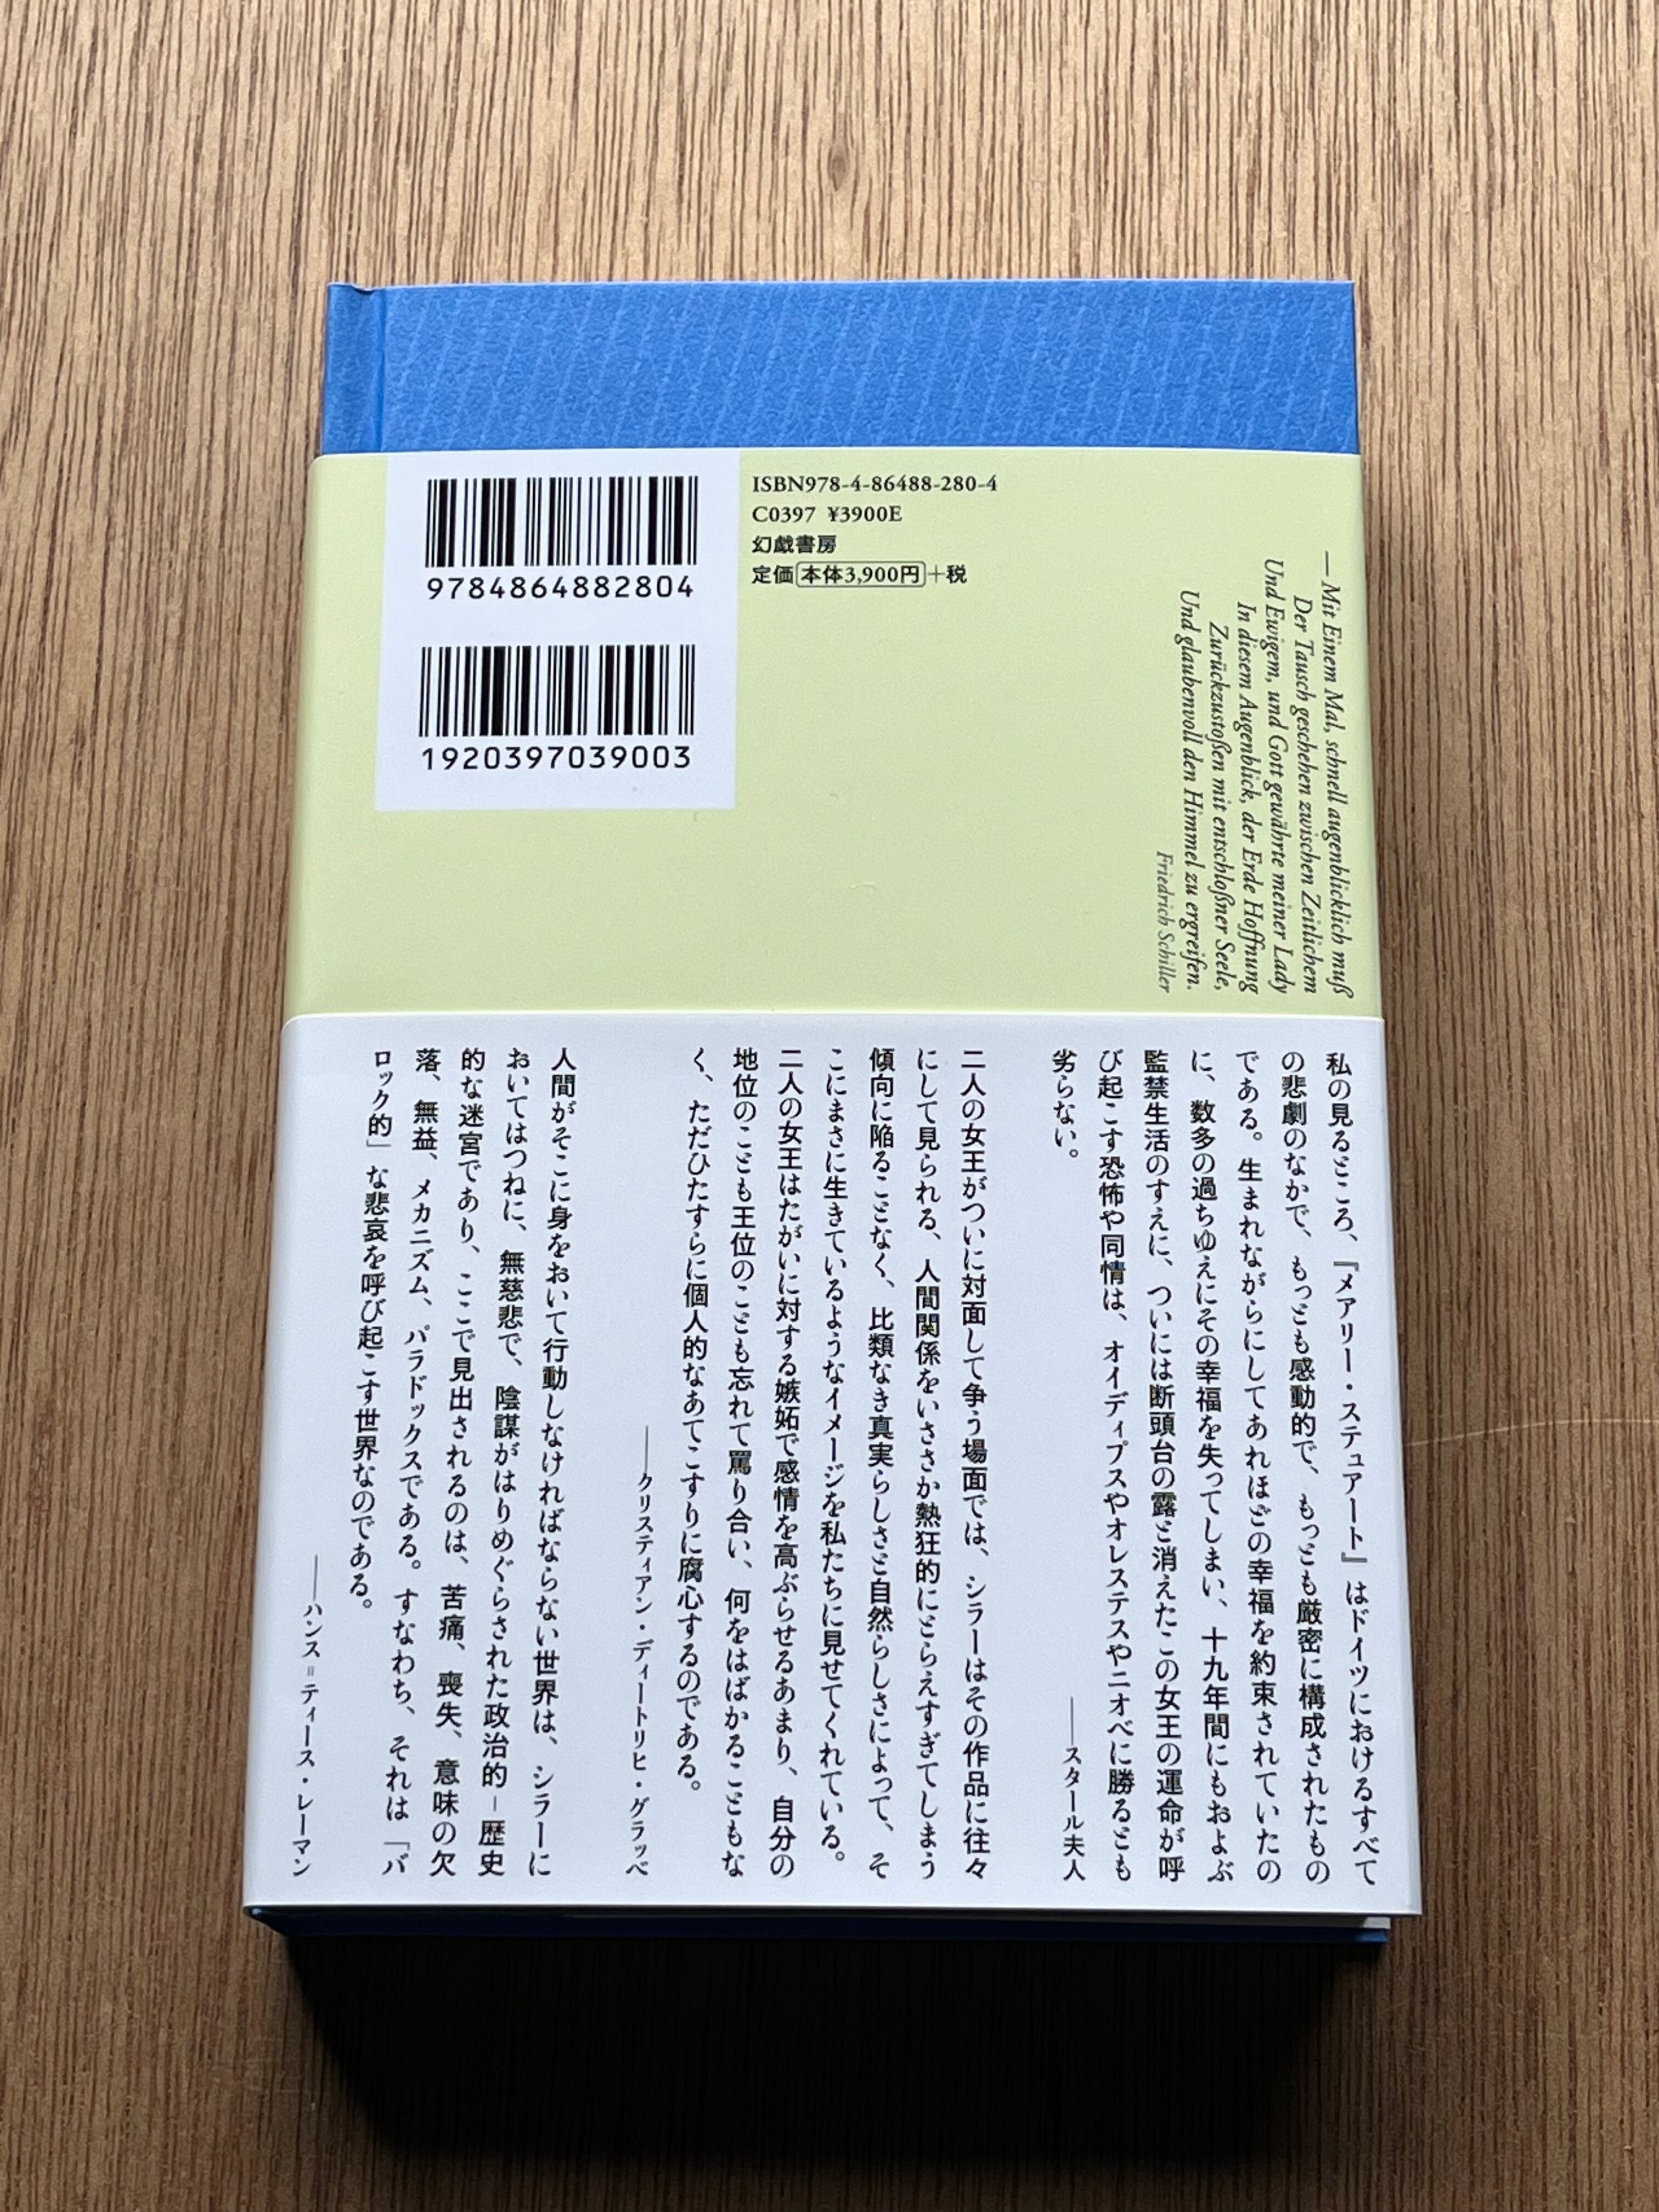 9784864882804
1920397039003
ISBN978-4-86488-280-4
C0397 ¥3900E
幻戯書房
定価本体3,900円+税
— Mit Einem Mal, schnell augenblicklich muß
Der Tausch geschehen zwischen Zeitlichem
Und Ewigem, und Gott gewährte meiner Lady
In diesem Augenblick, der Erde Hoffnung
Zurückzustoßen mit entschloßner Seele,
Und glaubenvoll den Himmel zu ergreifen.
Friedrich Schiller
私の見るところ、『メアリー・ステュアート』はドイツにおけるすべて
の悲劇のなかで、もっとも感動的で、もっとも厳密に構成されたもの
である。生まれながらにしてあれほどの幸福を約束されていたの
に、数多の過ちゆえにその幸福を失ってしまい、十九年間にもおよぶ
監禁生活のすえに、ついには断頭台の露と消えたこの女王の運命が呼
び起こす恐怖や同情は、オイディプスやオレステスやニオベに勝るとも
劣らない。
——スタール夫人
二人の女王がついに対面して争う場面では、シラーはその作品に往々
にして見られる、人間関係をいささか熱狂的にとらえすぎてしまう
傾向に陥ることなく、比類なき真実らしさと自然らしさによって、そ
こにまさに生きているようなイメージを私たちに見せてくれている。
二人の女王はたがいに対する嫉妬で感情を高ぶらせるあまり、自分の
地位のことも王位のことも忘れて罵り合い、何をはばかることもな
く、ただひたすらに個人的なあてこすりに腐心するのである。
——クリスティアン・ディートリヒ・グラッベ
人間がそこに身をおいて行動しなければならない世界は、シラーに
おいてはつねに、無慈悲で、陰謀がはりめぐらされた政治的–歴史
的な迷宮であり、ここで見出されるのは、苦痛、喪失、意味の欠
落、無益、メカニズム、パラドックスである。すなわち、それは「バ
ロック的」な悲哀を呼び起こす世界なのである。
——ハンス゠ティース・レーマン